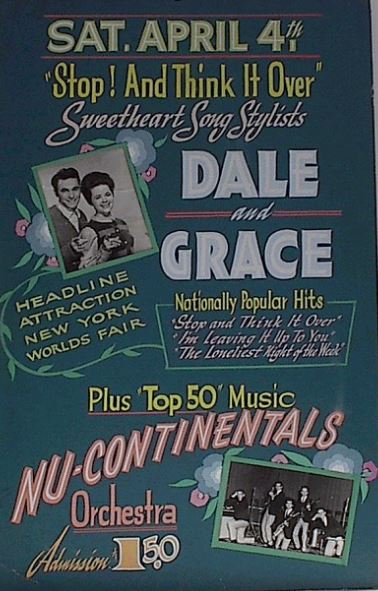 SAT. APRIL 4th
"Stop! And Think It Over"
Sweetheart Song Stylists
DALE
and
GRACE
HEADLINE
ATTRACTION
NEW YORK
WORLDS FAIR
Nationally Popular Hits
"Stop and Think It Over"
"I'm Leaving It Up To You"
"The Loneliest Night of the Week"
Plus "Top 50" Music
NU-CONTINENTALS
Orchestra
Admission $1.50